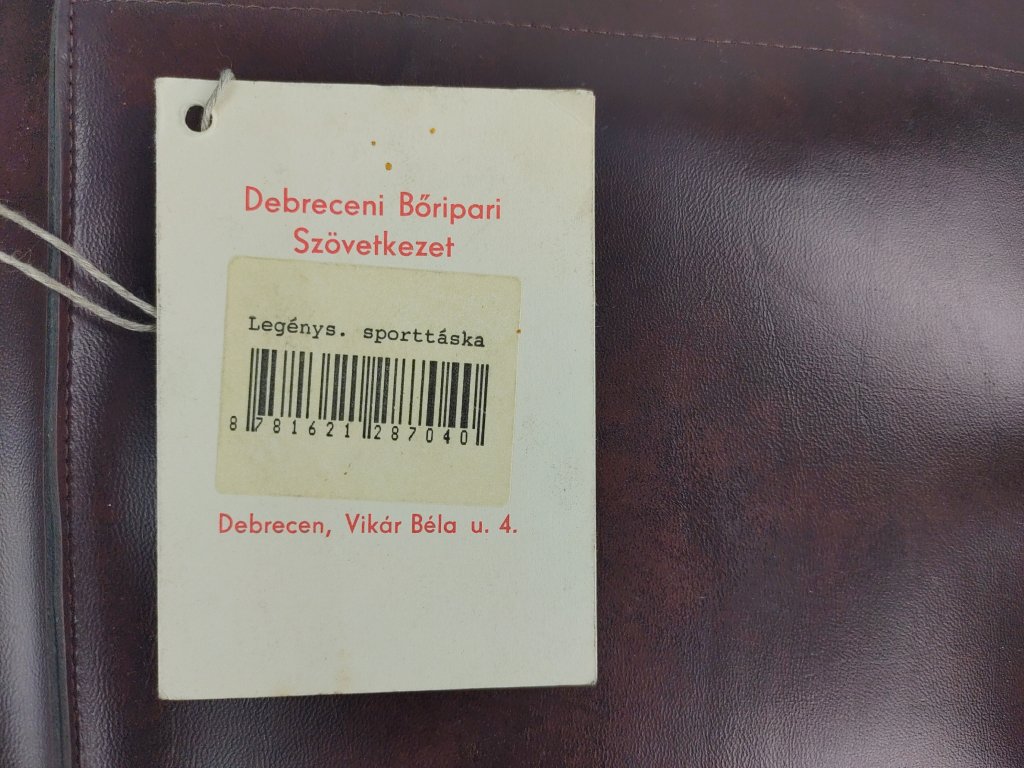 Debreceni Bőripari
Szövetkezet
Legénys. sporttáska
8 781621 287040
Debrecen, Vikár Béla u. 4.